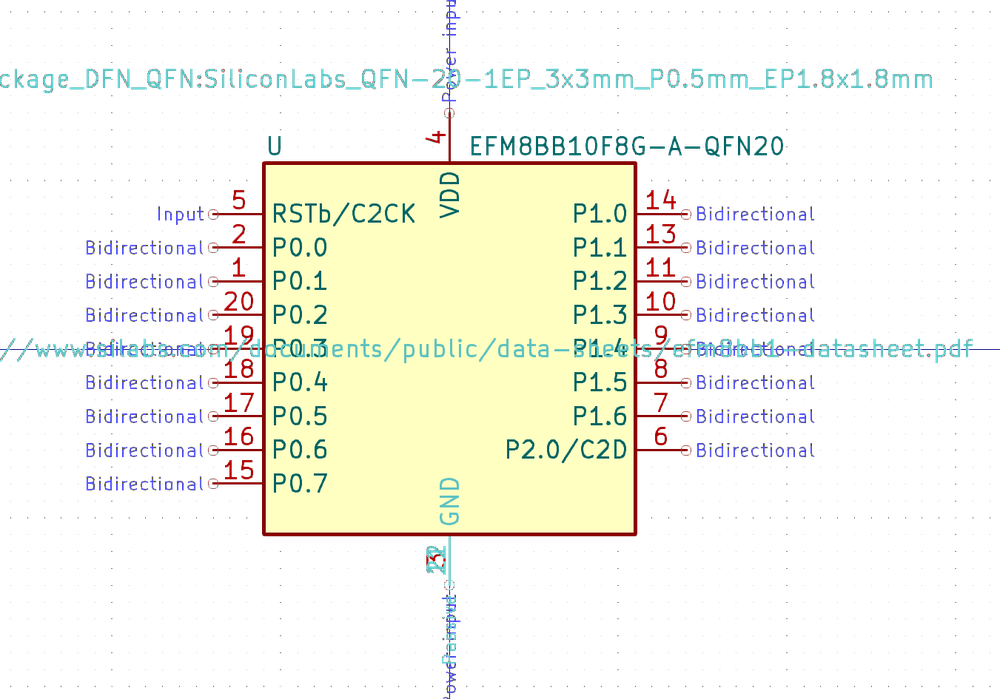 Power input
ckage_DFN_QFN:SiliconLabs_QFN-20-1EP_3x3mm_P0.5mm_EP1.8x1.8mm
4
U EFM8BB10F8G-A-QFN20
VDD
Input 5 RSTb/C2CK P1.0 14 Bidirectional
Bidirectional 2 P0.0 P1.1 13 Bidirectional
Bidirectional 1 P0.1 P1.2 11 Bidirectional
Bidirectional 20 P0.2 P1.3 10 Bidirectional
Bidirectional 19 P0.3 P1.4 9 Bidirectional
//www.silabs.com/documents/public/data-sheets/efm8bb1-datasheet.pdf
Bidirectional 18 P0.4 P1.5 8 Bidirectional
Bidirectional 17 P0.5 P1.6 7 Bidirectional
Bidirectional 16 P0.6 P2.0/C2D 6 Bidirectional
Bidirectional 15 P0.7
GND
Power input